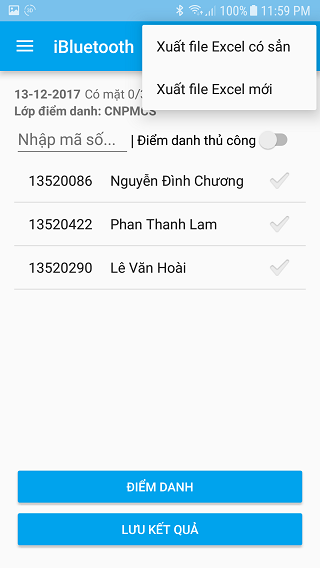 100% 11:59 PM
iBluetooth
Xuất file Excel có sẳn
Xuất file Excel mới
13-12-2017 Có mặt 0/3
Lớp điểm danh: CNPMCS
Nhập mã số... | Điểm danh thủ công
13520086 Nguyễn Đình Chương
13520422 Phan Thanh Lam
13520290 Lê Văn Hoài
ĐIỂM DANH
LƯU KẾT QUẢ